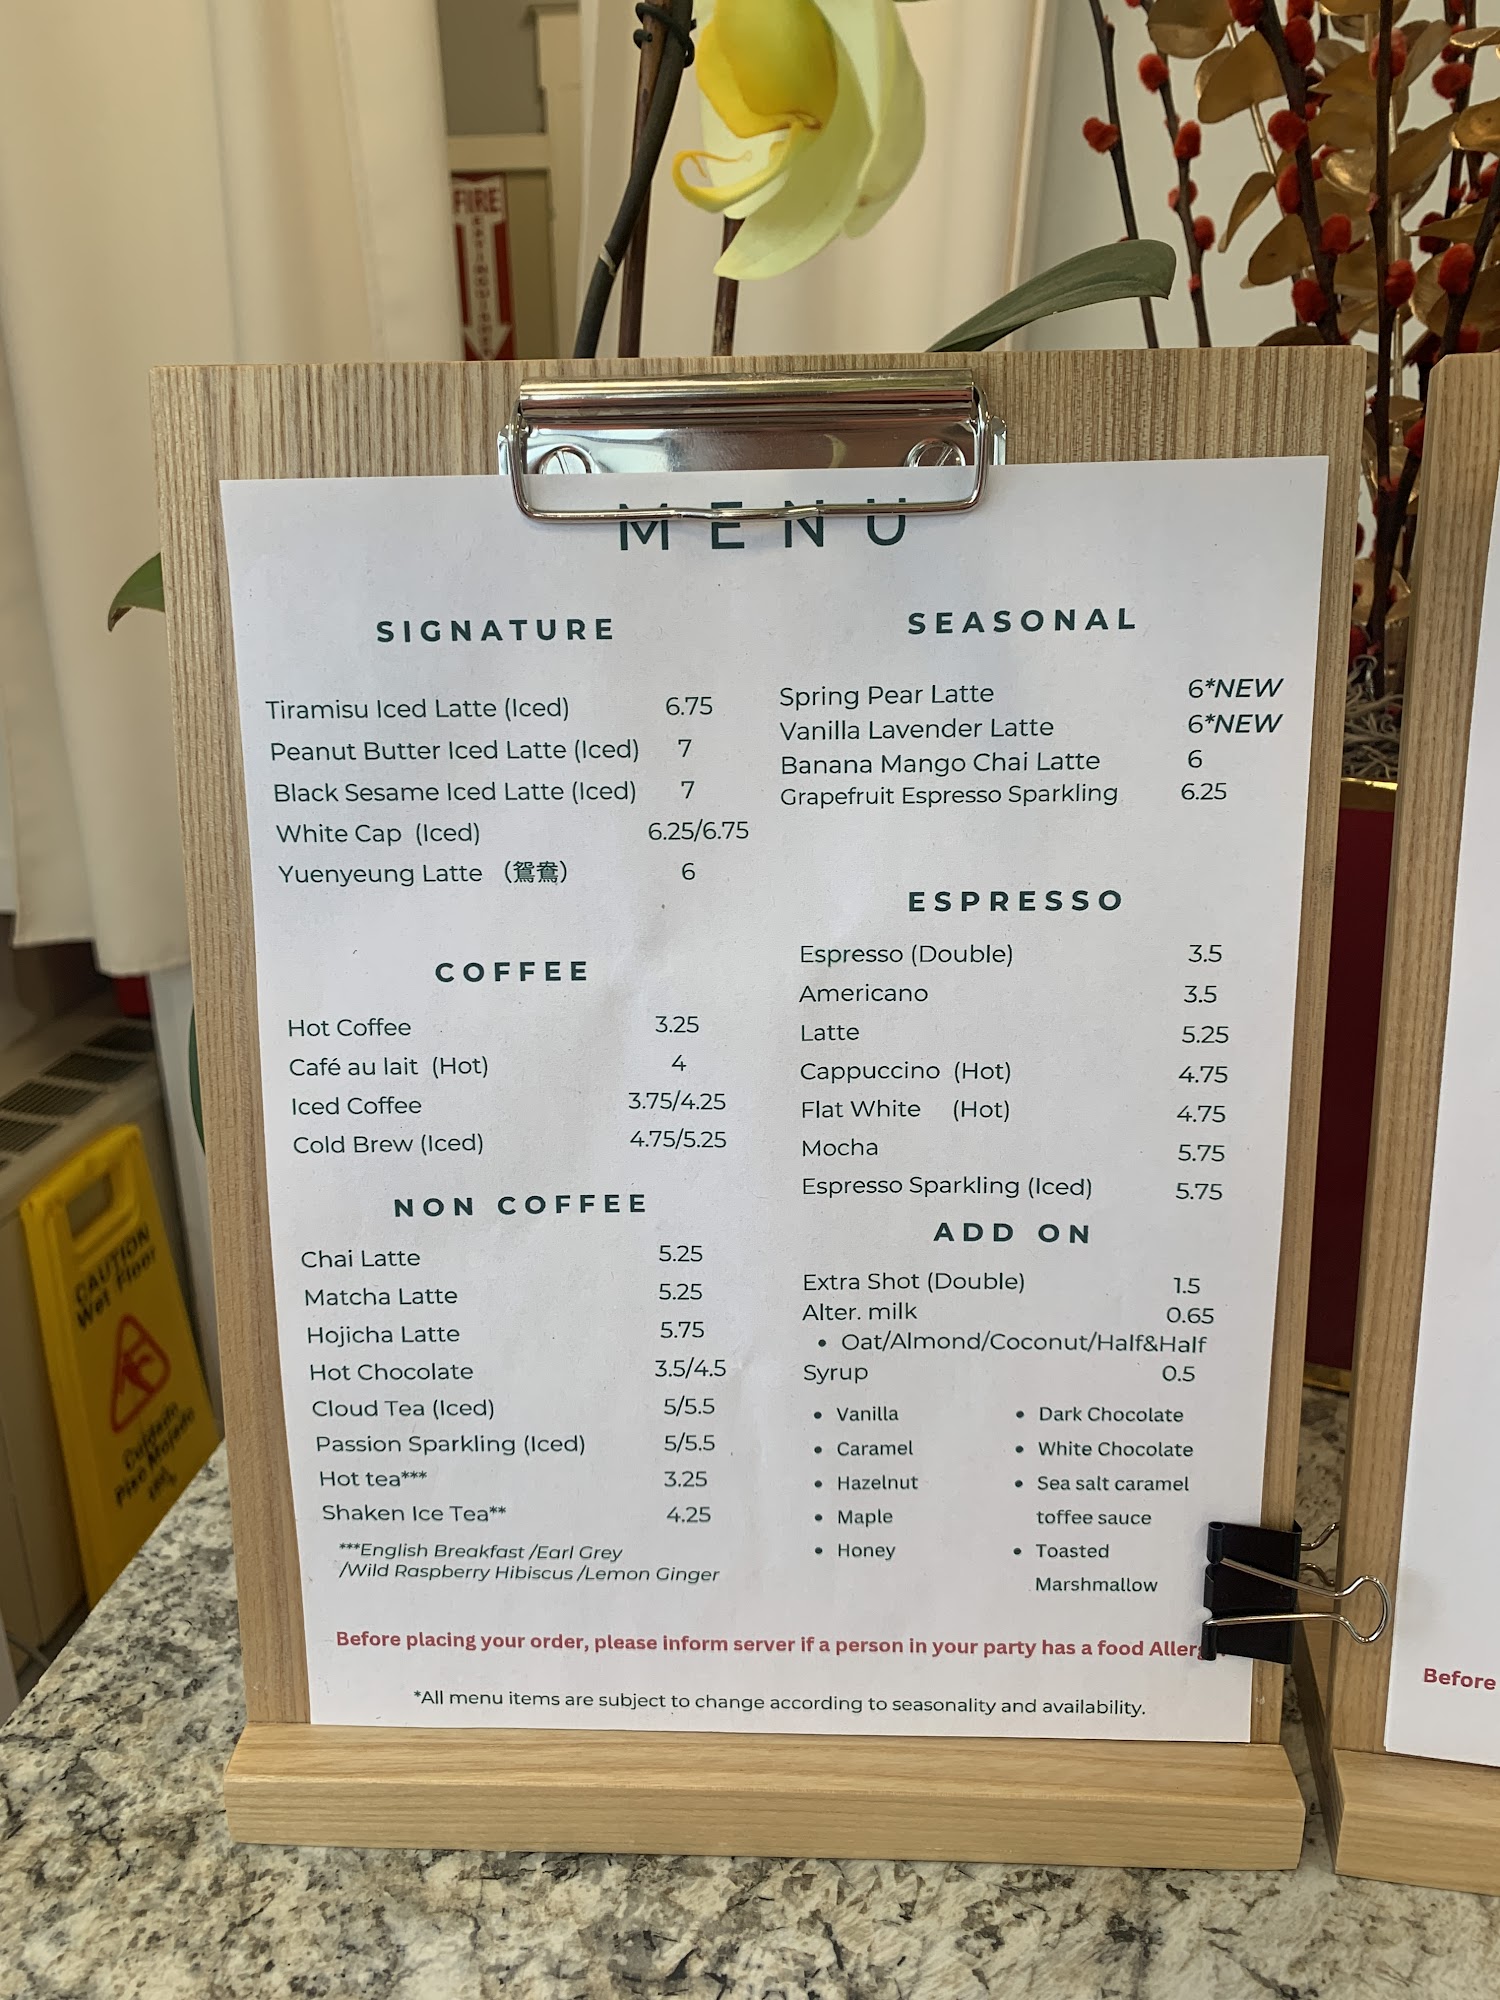 FIRE
EXTINGUISHER
MENU
SIGNATURE
Tiramisu Iced Latte (Iced) 6.75
Peanut Butter Iced Latte (Iced) 7
Black Sesame Iced Latte (Iced) 7
White Cap (Iced) 6.25/6.75
Yuenyeung Latte （鴛鴦） 6
COFFEE
Hot Coffee 3.25
Café au lait (Hot) 4
Iced Coffee 3.75/4.25
Cold Brew (Iced) 4.75/5.25
NON COFFEE
Chai Latte 5.25
Matcha Latte 5.25
Hojicha Latte 5.75
Hot Chocolate 3.5/4.5
Cloud Tea (Iced) 5/5.5
Passion Sparkling (Iced) 5/5.5
Hot tea*** 3.25
Shaken Ice Tea** 4.25
***English Breakfast /Earl Grey
/Wild Raspberry Hibiscus /Lemon Ginger
SEASONAL
Spring Pear Latte 6*NEW
Vanilla Lavender Latte 6*NEW
Banana Mango Chai Latte 6
Grapefruit Espresso Sparkling 6.25
ESPRESSO
Espresso (Double) 3.5
Americano 3.5
Latte 5.25
Cappuccino (Hot) 4.75
Flat White (Hot) 4.75
Mocha 5.75
Espresso Sparkling (Iced) 5.75
ADD ON
Extra Shot (Double) 1.5
Alter. milk 0.65
• Oat/Almond/Coconut/Half&Half
Syrup 0.5
• Vanilla
• Caramel
• Hazelnut
• Maple
• Honey
• Dark Chocolate
• White Chocolate
• Sea salt caramel
toffee sauce
• Toasted
Marshmallow
Before placing your order, please inform server if a person in your party has a food Allerg
*All menu items are subject to change according to seasonality and availability.
CAUTION
Wet Floor
Cuidado
Piso Mojado
Before